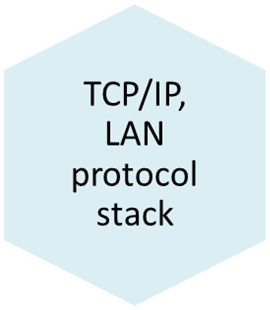 TCP/IP,
LAN
protocol
stack